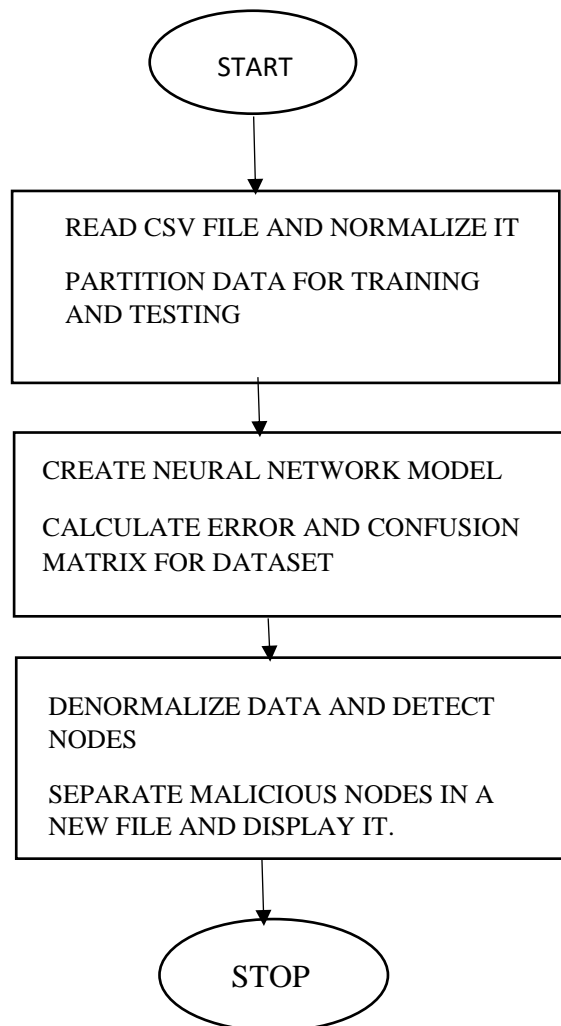 START
READ CSV FILE AND NORMALIZE IT
PARTITION DATA FOR TRAINING
AND TESTING
CREATE NEURAL NETWORK MODEL
CALCULATE ERROR AND CONFUSION
MATRIX FOR DATASET
DENORMALIZE DATA AND DETECT
NODES
SEPARATE MALICIOUS NODES IN A
NEW FILE AND DISPLAY IT.
STOP